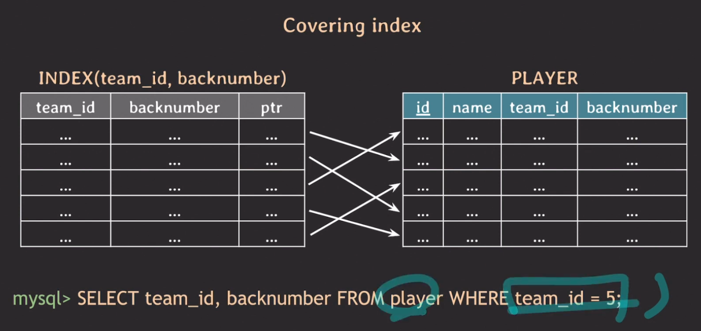 Covering index
INDEX(team_id, backnumber)
team_id backnumber ptr
... ... ...
... ... ...
... ... ...
... ... ...
... ... ...
PLAYER
id name team_id backnumber
... ... ... ...
... ... ... ...
... ... ... ...
... ... ... ...
... ... ... ...
mysql> SELECT team_id, backnumber FROM player WHERE team_id = 5;